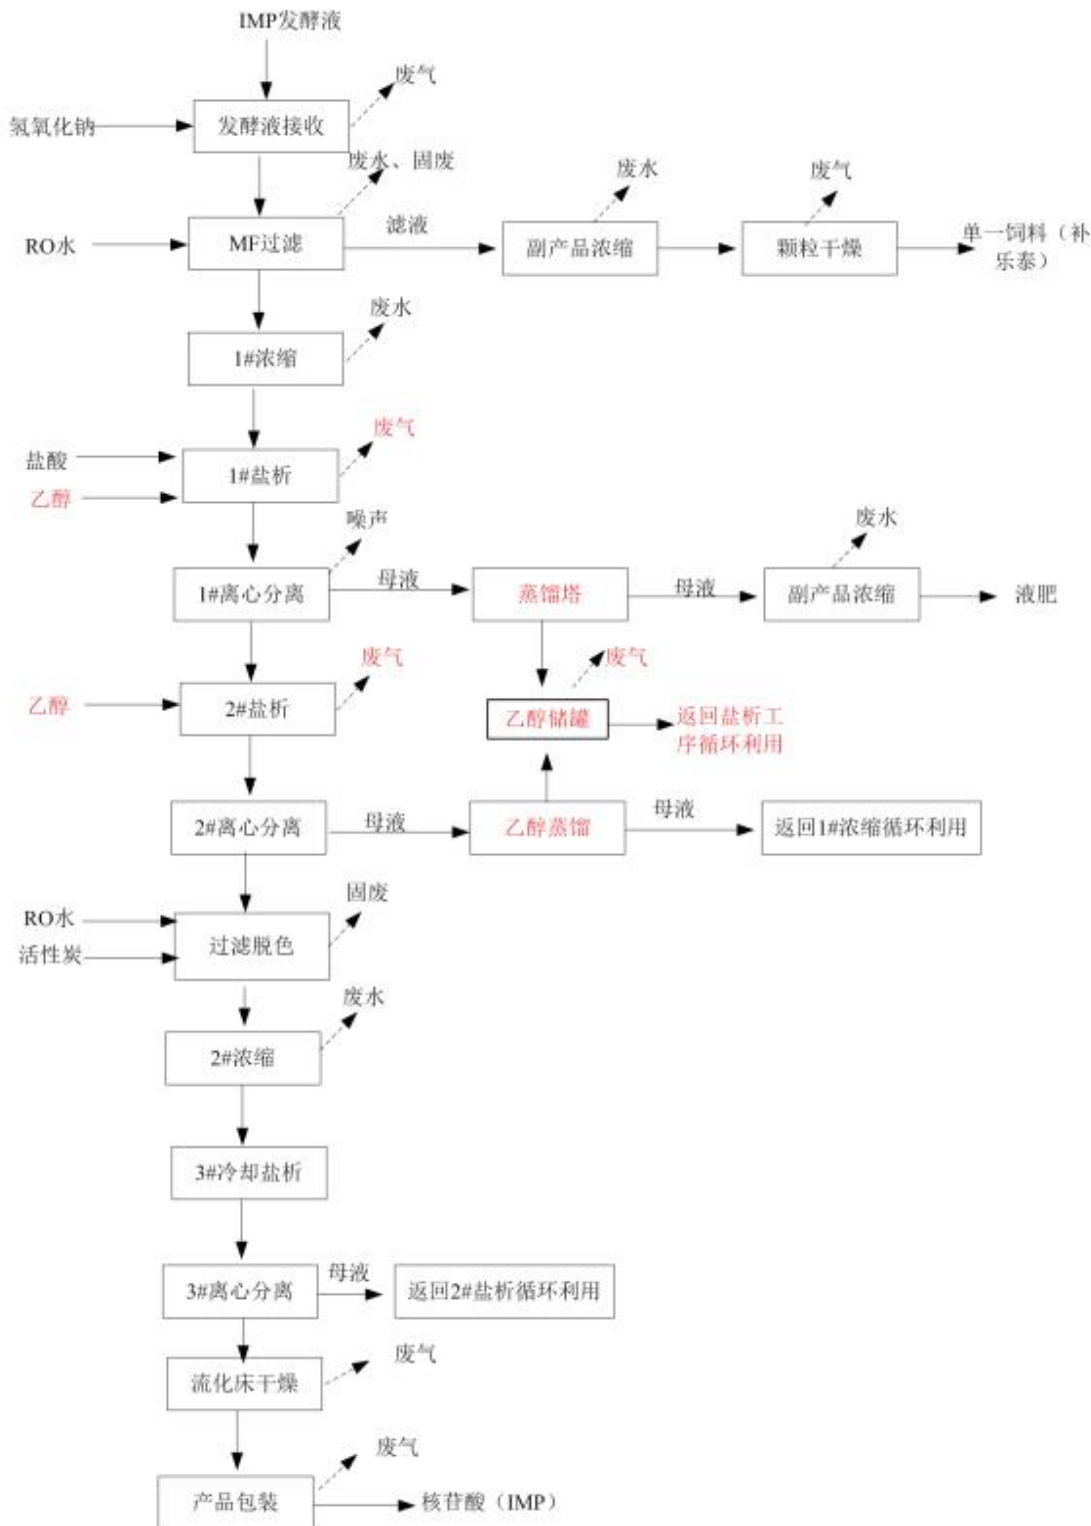 IMP发酵液
废气
氢氧化钠
发酵液接收
废水、固废
废水
废气
RO水
MF过滤
滤液
副产品浓缩
颗粒干燥
单一饲料（补
乐泰）
废水
1#浓缩
废气
盐酸
乙醇
1#盐析
噪声
废水
1#离心分离
母液
蒸馏塔
母液
副产品浓缩
液肥
废气
废气
乙醇
2#盐析
乙醇储罐
返回盐析工
序循环利用
2#离心分离
母液
乙醇蒸馏
母液
返回1#浓缩循环利用
固废
RO水
活性炭
过滤脱色
废水
2#浓缩
3#冷却盐析
3#离心分离
母液
返回2#盐析循环利用
废气
流化床干燥
废气
产品包装
核苷酸（IMP）